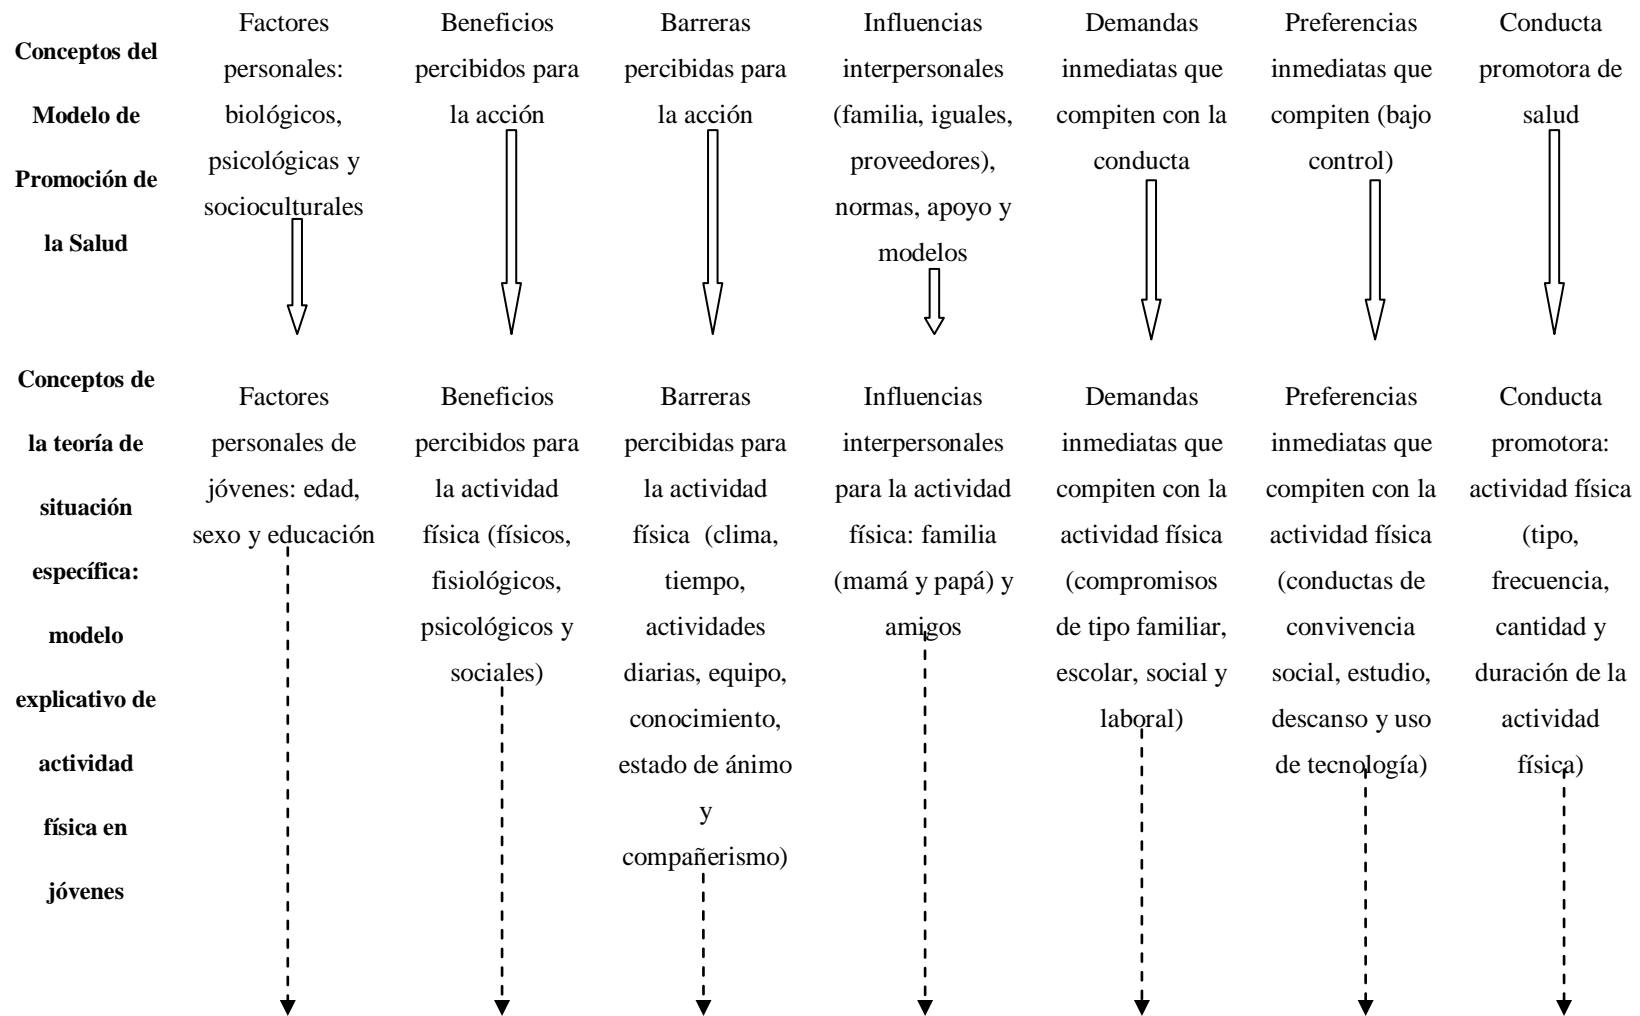 Conceptos del
Modelo de
Promoción de
la Salud
Factores
personales:
biológicos,
psicológicas y
socioculturales
Beneficios
percibidos para
la acción
Barreras
percibidas para
la acción
Influencias
interpersonales
(familia, iguales,
proveedores),
normas, apoyo y
modelos
Demandas
inmediatas que
compiten con la
conducta
Preferencias
inmediatas que
compiten (bajo
control)
Conducta
promotora de
salud
Conceptos de
la teoría de
situación
específica:
modelo
explicativo de
actividad
física en
jóvenes
Factores
personales de
jóvenes: edad,
sexo y educación
Beneficios
percibidos para
la actividad
física (físicos,
fisiológicos,
psicológicos y
sociales)
Barreras
percibidas para
la actividad
física (clima,
tiempo,
actividades
diarias, equipo,
conocimiento,
estado de ánimo
y
compañerismo)
Influencias
interpersonales
para la actividad
física: familia
(mamá y papá) y
amigos
Demandas
inmediatas que
compiten con la
actividad física
(compromisos
de tipo familiar,
escolar, social y
laboral)
Preferencias
inmediatas que
compiten con la
actividad física
(conductas de
convivencia
social, estudio,
descanso y uso
de tecnología)
Conducta
promotora:
actividad física
(tipo,
frecuencia,
cantidad y
duración de la
actividad
física)